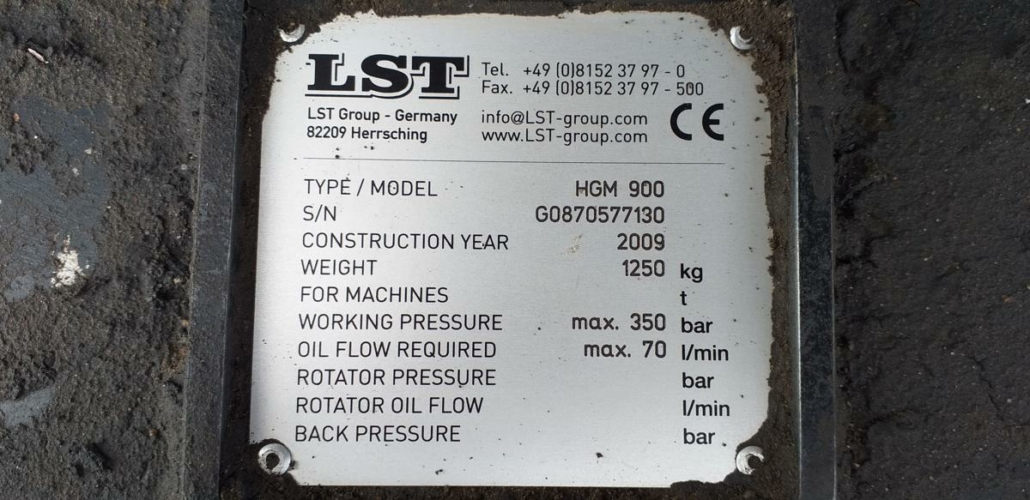 LST
Tel. +49 (0)8152 37 97 - 0
Fax. +49 (0)8152 37 97 - 500
LST Group - Germany
82209 Herrsching
info@LST-group.com
www.LST-group.com
CE
TYPE / MODEL HGM 900
S/N G0870577130
CONSTRUCTION YEAR 2009
WEIGHT 1250 kg
FOR MACHINES t
WORKING PRESSURE max. 350 bar
OIL FLOW REQUIRED max. 70 l/min
ROTATOR PRESSURE bar
ROTATOR OIL FLOW l/min
BACK PRESSURE bar